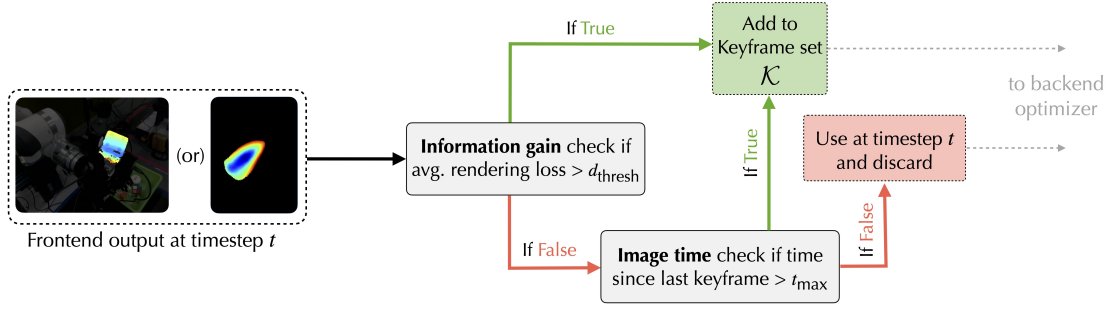 (or)
Frontend output at timestep t
Information gain check if
avg. rendering loss > d_thresh
If True
If False
Image time check if time
since last keyframe > t_max
If True
If False
Add to
Keyframe set
𝒦
Use at timestep t
and discard
to backend
optimizer